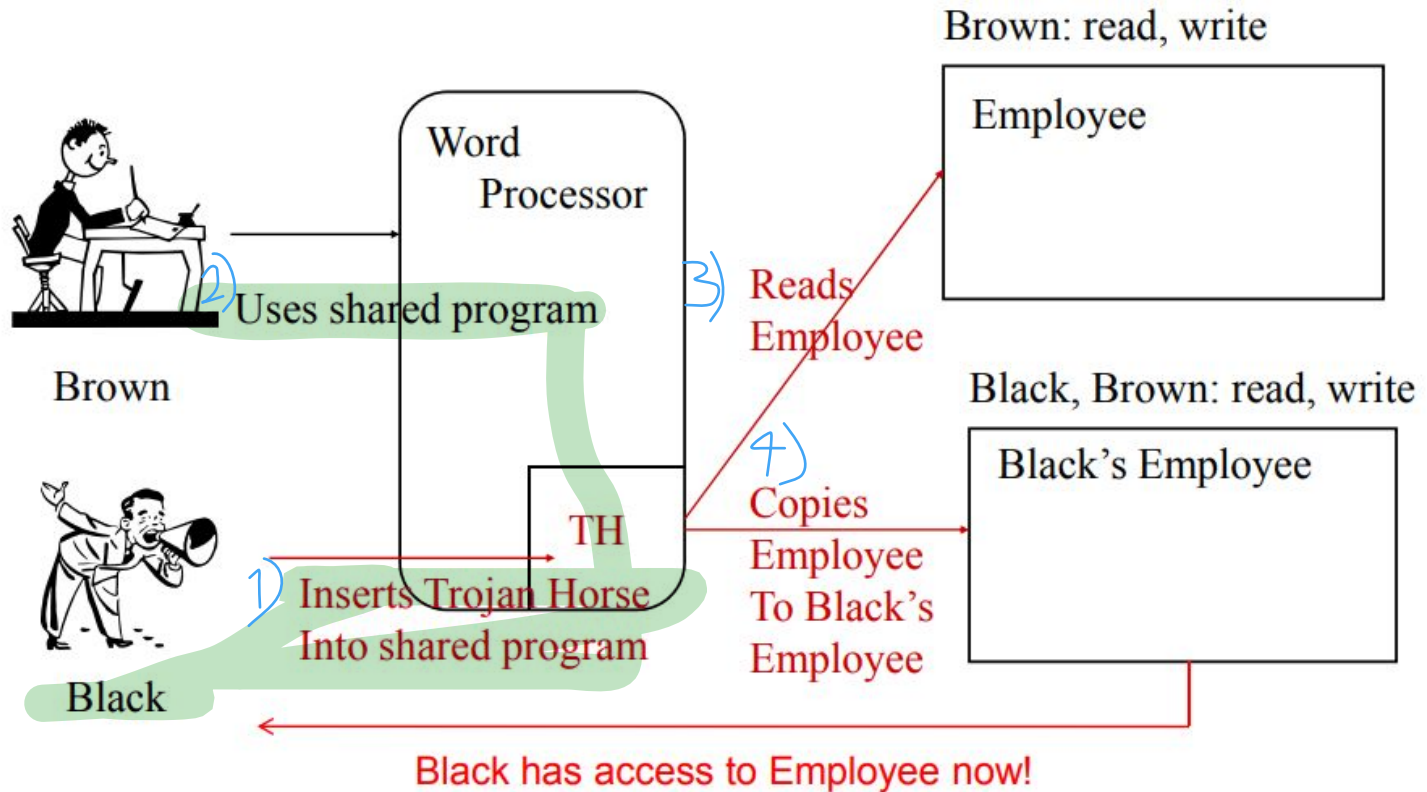 Brown: read, write
Employee
Word
Processor
2)
Uses shared program
3)
Reads
Employee
Brown
Black, Brown: read, write
Black’s Employee
4)
Copies
Employee
To Black’s
Employee
TH
1)
Inserts Trojan Horse
Into shared program
Black
Black has access to Employee now!